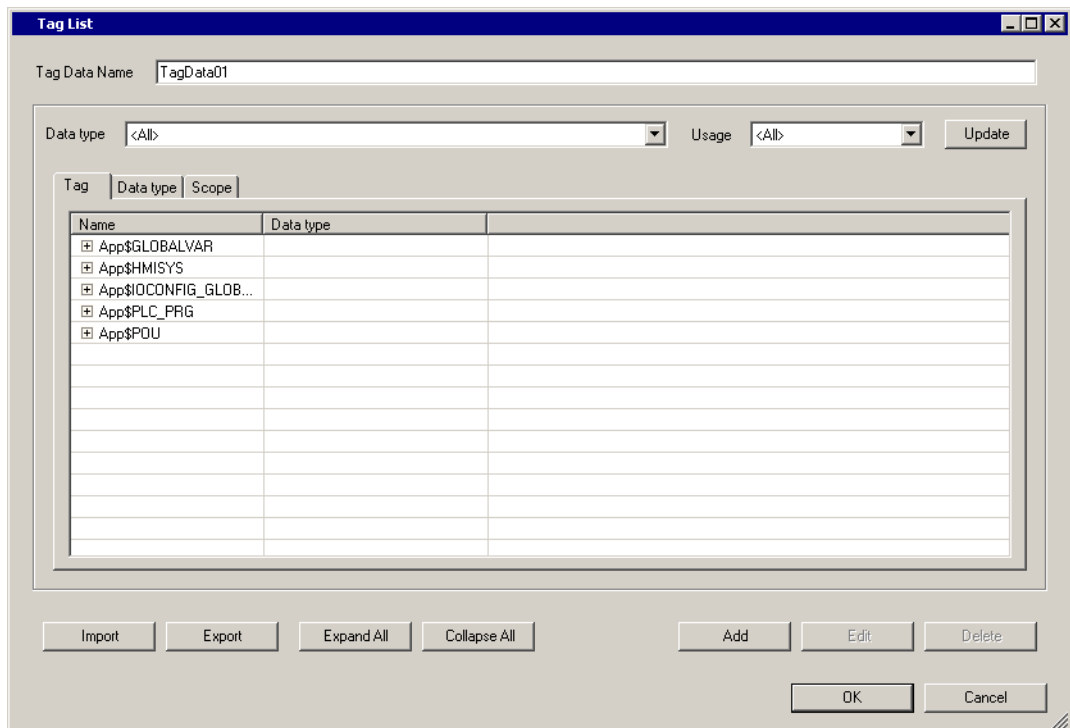 Tag List
Tag Data Name TagData01
Data type <All> Usage <All> Update
Tag Data type Scope
Name Data type
App$GLOBALVAR
App$HMISYS
App$IOCONFIG_GLOB...
App$PLC_PRG
App$POU
Import Export Expand All Collapse All Add Edit Delete
OK Cancel